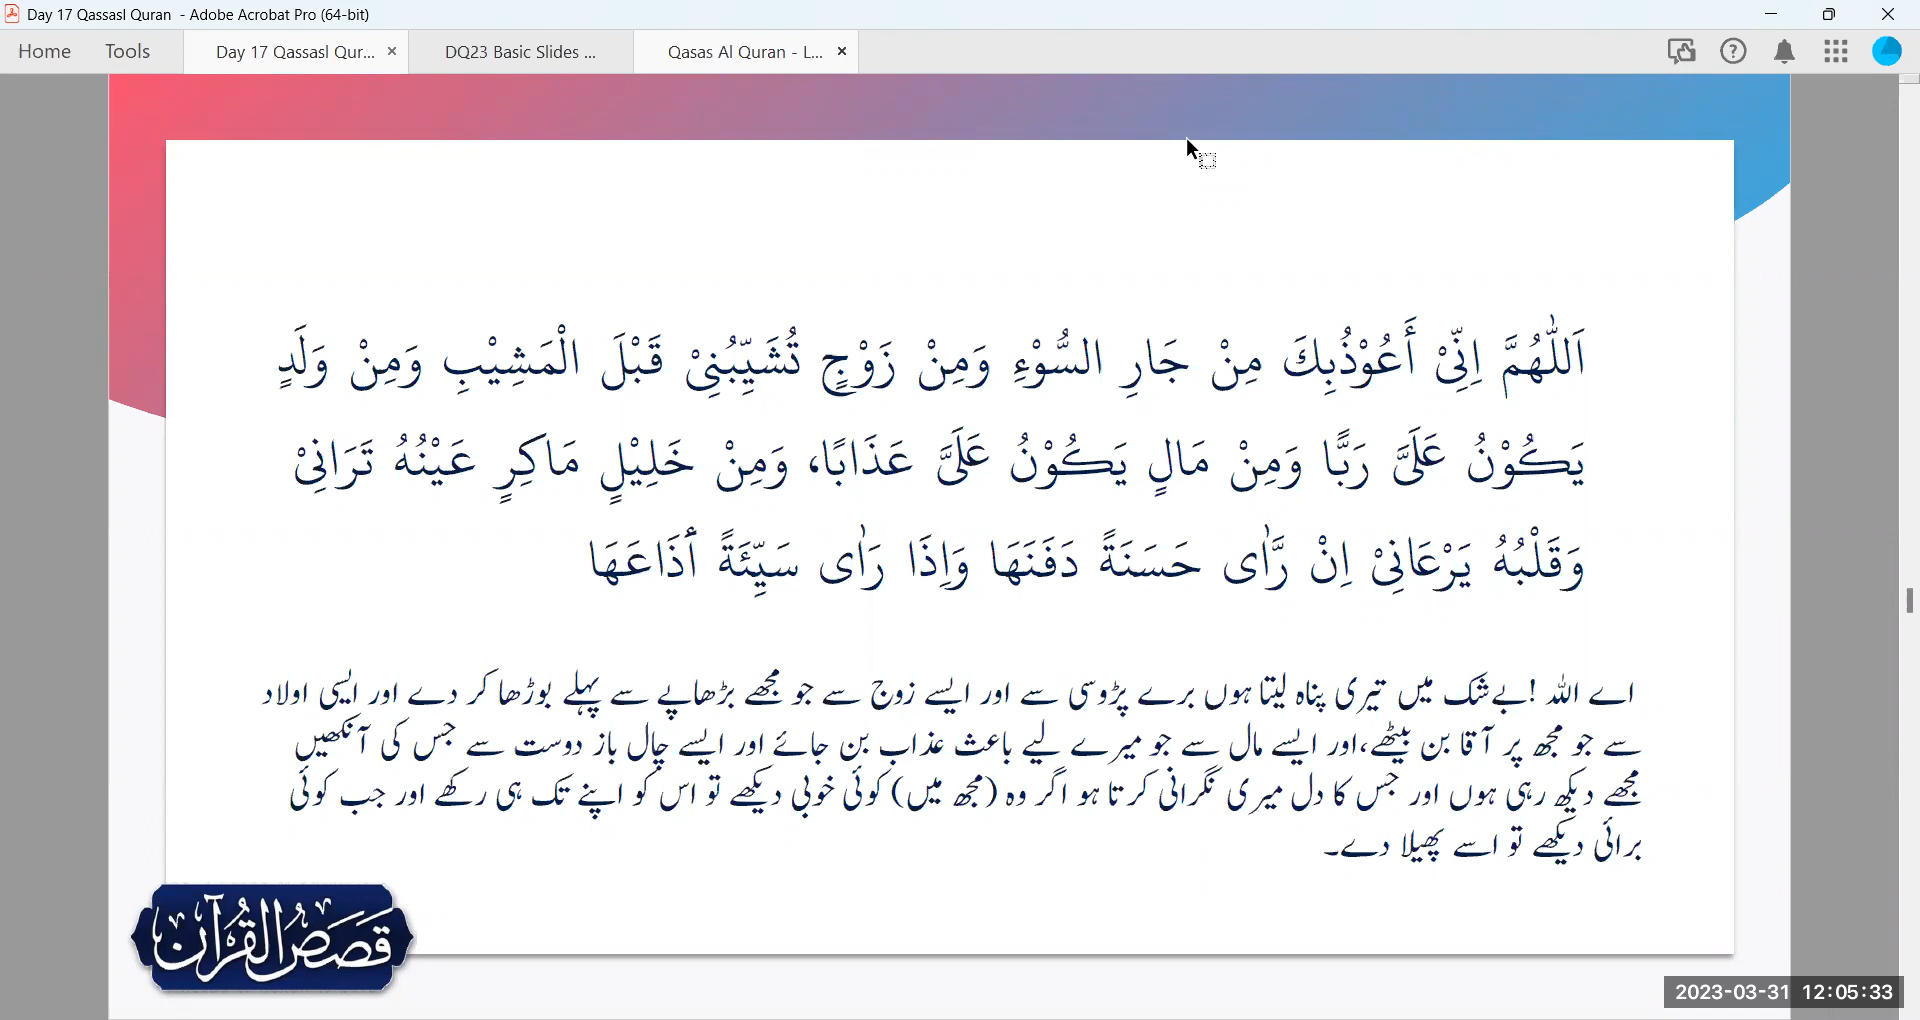 Day 17 Qassasl Quran - Adobe Acrobat Pro (64-bit)
Home Tools Day 17 Qassasl Qur... × DQ23 Basic Slides ... Qasas Al Quran - L... ×
اَللّٰهُمَّ اِنِّیْ أَعُوْذُبِكَ مِنْ جَارِ السُّوْءِ وَمِنْ زَوْجٍ تُشَيِّبُنِیْ قَبْلَ الْمَشِيْبِ وَمِنْ وَلَدٍ
يَكُوْنُ عَلَیَّ رَبًّا وَمِنْ مَالٍ يَكُوْنُ عَلَیَّ عَذَابًا، وَمِنْ خَلِيْلٍ مَاكِرٍ عَيْنُهُ تَرَانِیْ
وَقَلْبُهُ يَرْعَانِیْ اِنْ رَّاٰی حَسَنَةً دَفَنَهَا وَإِذَا رَاٰی سَيِّئَةً أَذَاعَهَا
اے اللہ !بےشک میں تیری پناہ لیتا ہوں برے پڑوسی سے اور ایسے زوج سے جو مجھے بڑھاپے سے پہلے بوڑھا کر دے اور ایسی اولاد
سے جو مجھ پر آقا بن بیٹھے،اور ایسے مال سے جو میرے لیے باعث عذاب بن جائے اور ایسے چال باز دوست سے جس کی آنکھیں
مجھے دیکھ رہی ہوں اور جس کا دل میری نگرانی کرتا ہو اگر وہ (مجھ میں) کوئی خوبی دیکھے تو اس کو اپنے تک ہی رکھے اور جب کوئی
برائی دیکھے تو اسے پھیلا دے۔
قَصَصُ القُرآن
2023-03-31 12:05:33